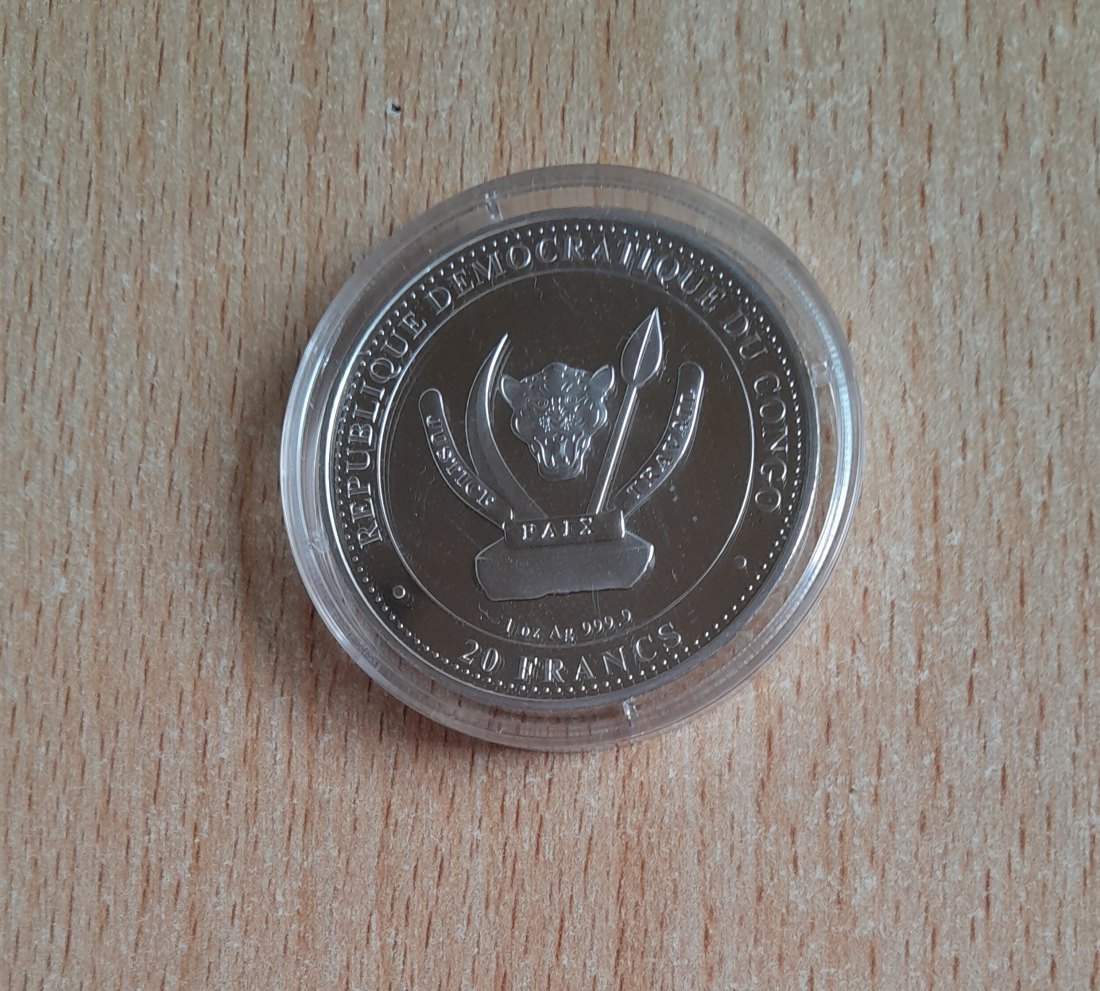 REPUBLIQUE DEMOCRATIQUE DU CONGO
JUSTICE
PAIX
TRAVAIL
1 oz Ag 999.9
20 FRANCS